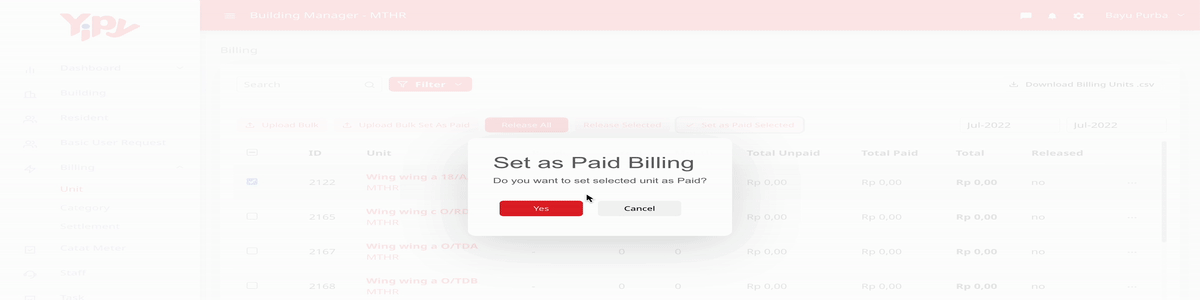 Yipy
Building Manager - MTHR
Bayu Purba
Billing
Dashboard
Building
Resident
Basic User Request
Billing
Unit
Category
Settlement
Catat Meter
Staff
Search
Filter
Download Billing Units .csv
Upload Bulk
Upload Bulk Set As Paid
Release All
Release Selected
Set as Paid Selected
Jul-2022
Jul-2022
ID Unit Total Unpaid Total Paid Total Released
2122 Wing wing a 18/A Rp 0,00 Rp 0,00 Rp 0,00 no ...
MTHR
2165 Wing wing c O/RD Rp 0,00 Rp 0,00 Rp 0,00 no ...
MTHR
2167 Wing wing a O/TDA - 0 0 Rp 0,00 Rp 0,00 Rp 0,00 no ...
MTHR
2168 Wing wing a O/TDB - 0 0 Rp 0,00 Rp 0,00 Rp 0,00 no ...
MTHR
Set as Paid Billing
Do you want to set selected unit as Paid?
Yes
Cancel